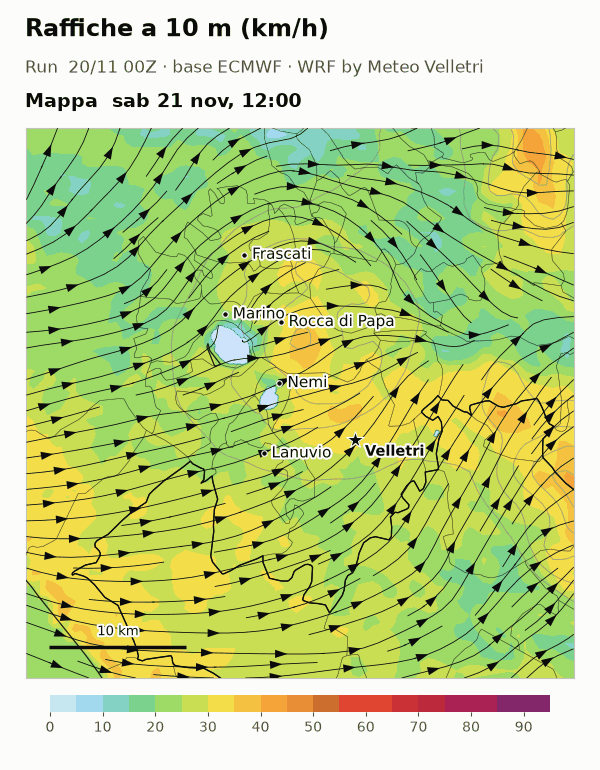 Raffiche a 10 m (km/h)
Run  20/11 00Z · base ECMWF · WRF by Meteo Velletri
Mappa  sab 21 nov, 12:00
Frascati
Marino
Rocca di Papa
Nemi
Velletri
Lanuvio
10 km
0 10 20 30 40 50 60 70 80 90